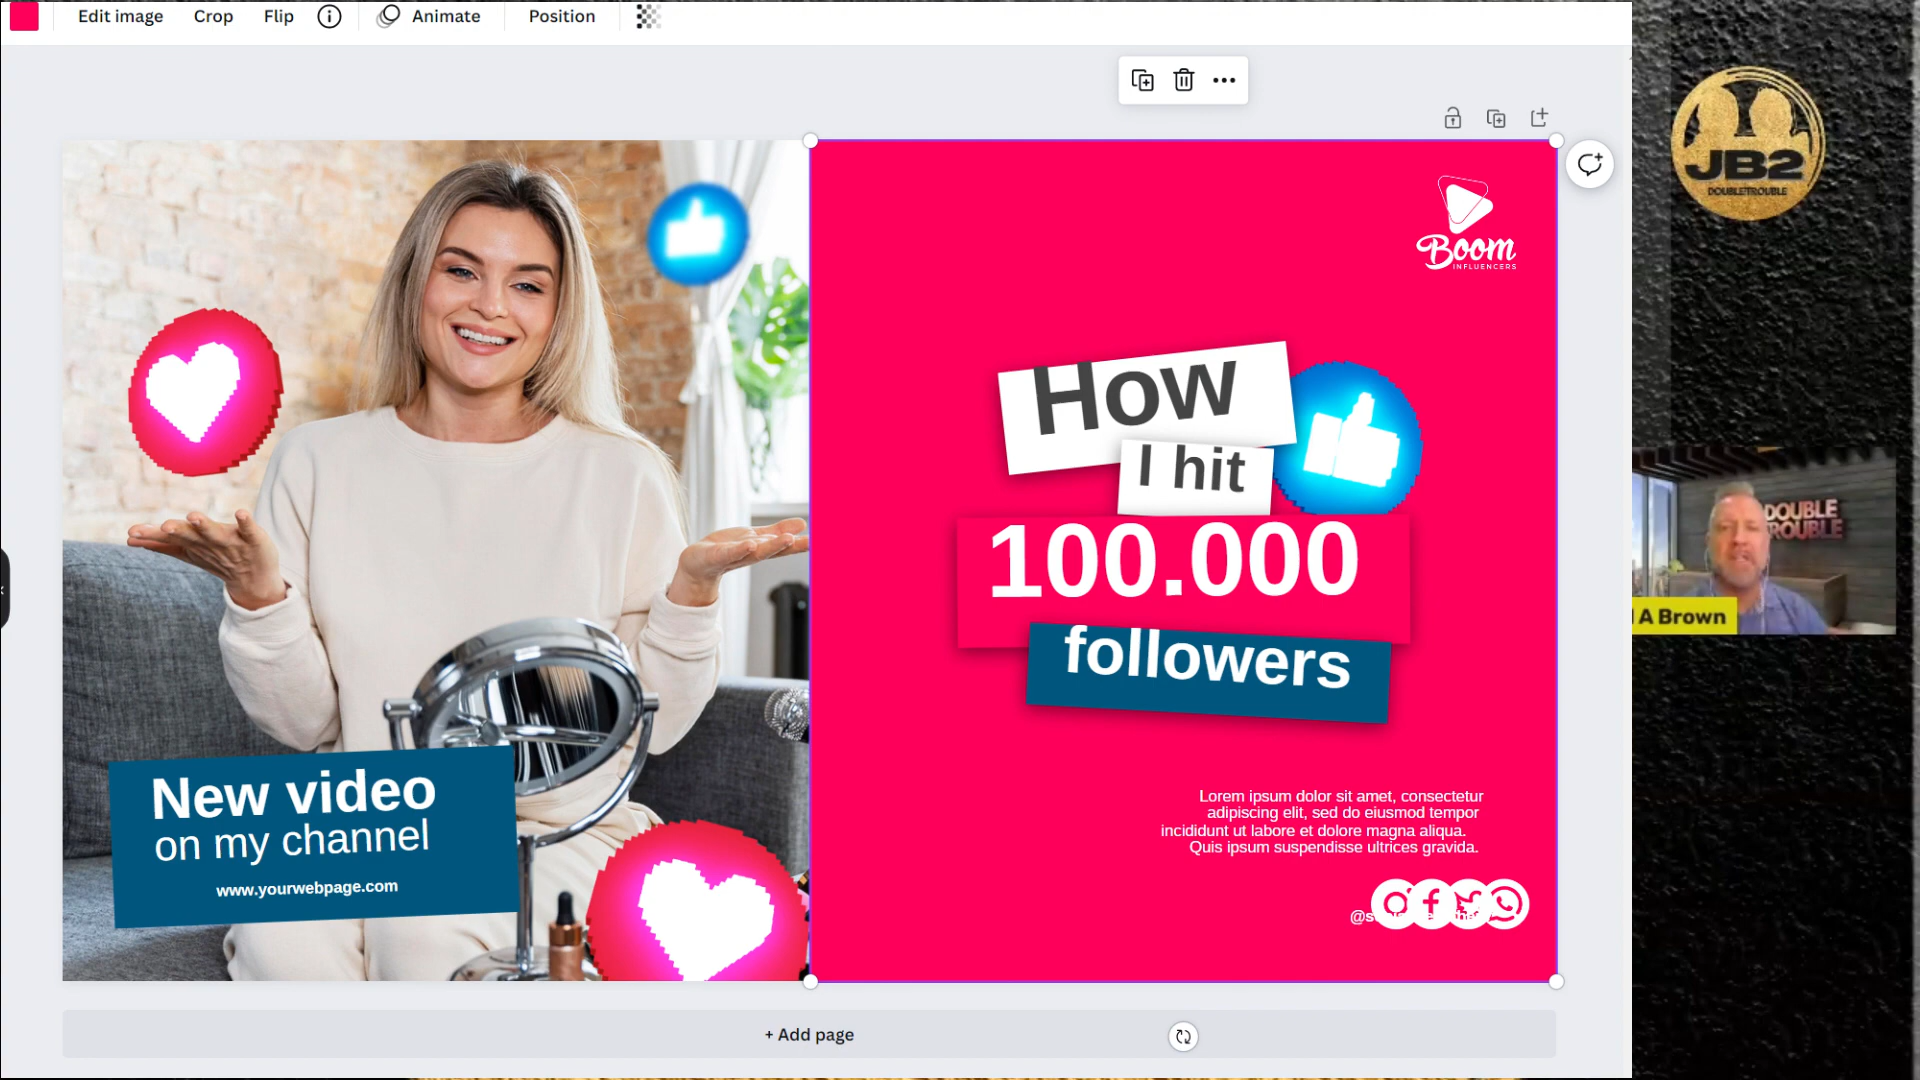 Edit image
Crop
Flip
Animate
Position
JB2
DOUBLE TROUBLE
Boom
INFLUENCERS
How
I hit
100.000
followers
DOUBLE
TROUBLE
A Brown
New video
on my channel
www.yourwebpage.com
Lorem ipsum dolor sit amet, consectetur
adipiscing elit, sed do eiusmod tempor
incididunt ut labore et dolore magna aliqua.
Quis ipsum suspendisse ultrices gravida.
+ Add page